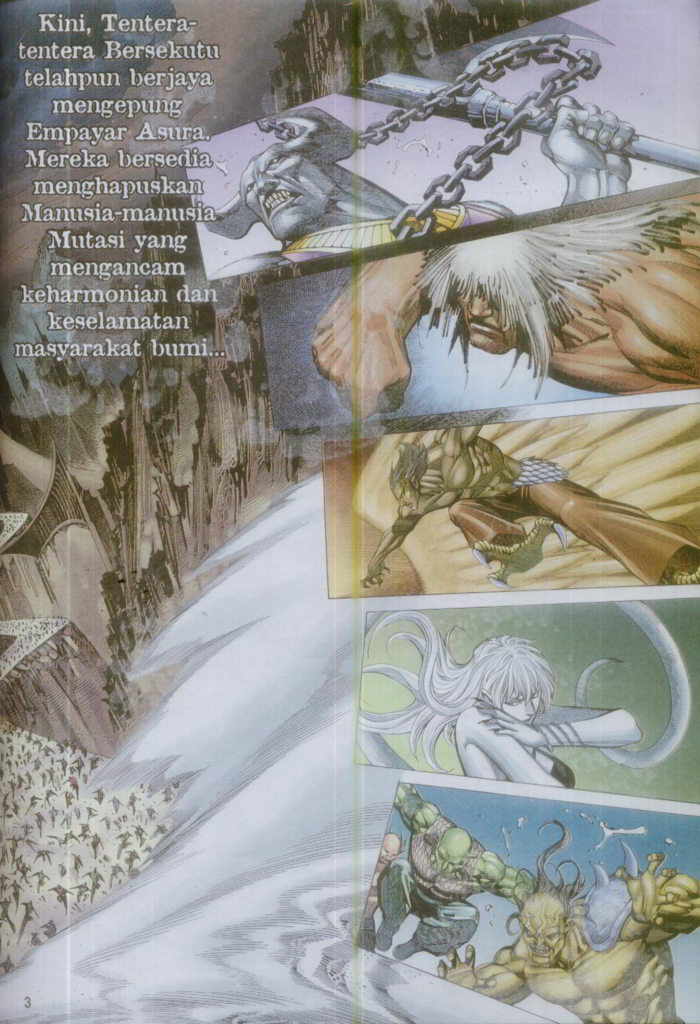 Kini, Tentera-
tentera Bersekutu
telahpun berjaya
mengepung
Empayar Asura.
Mereka bersedia
menghapuskan
Manusia-manusia
Mutasi yang
mengancam
keharmonian dan
keselamatan
masyarakat bumi...
3